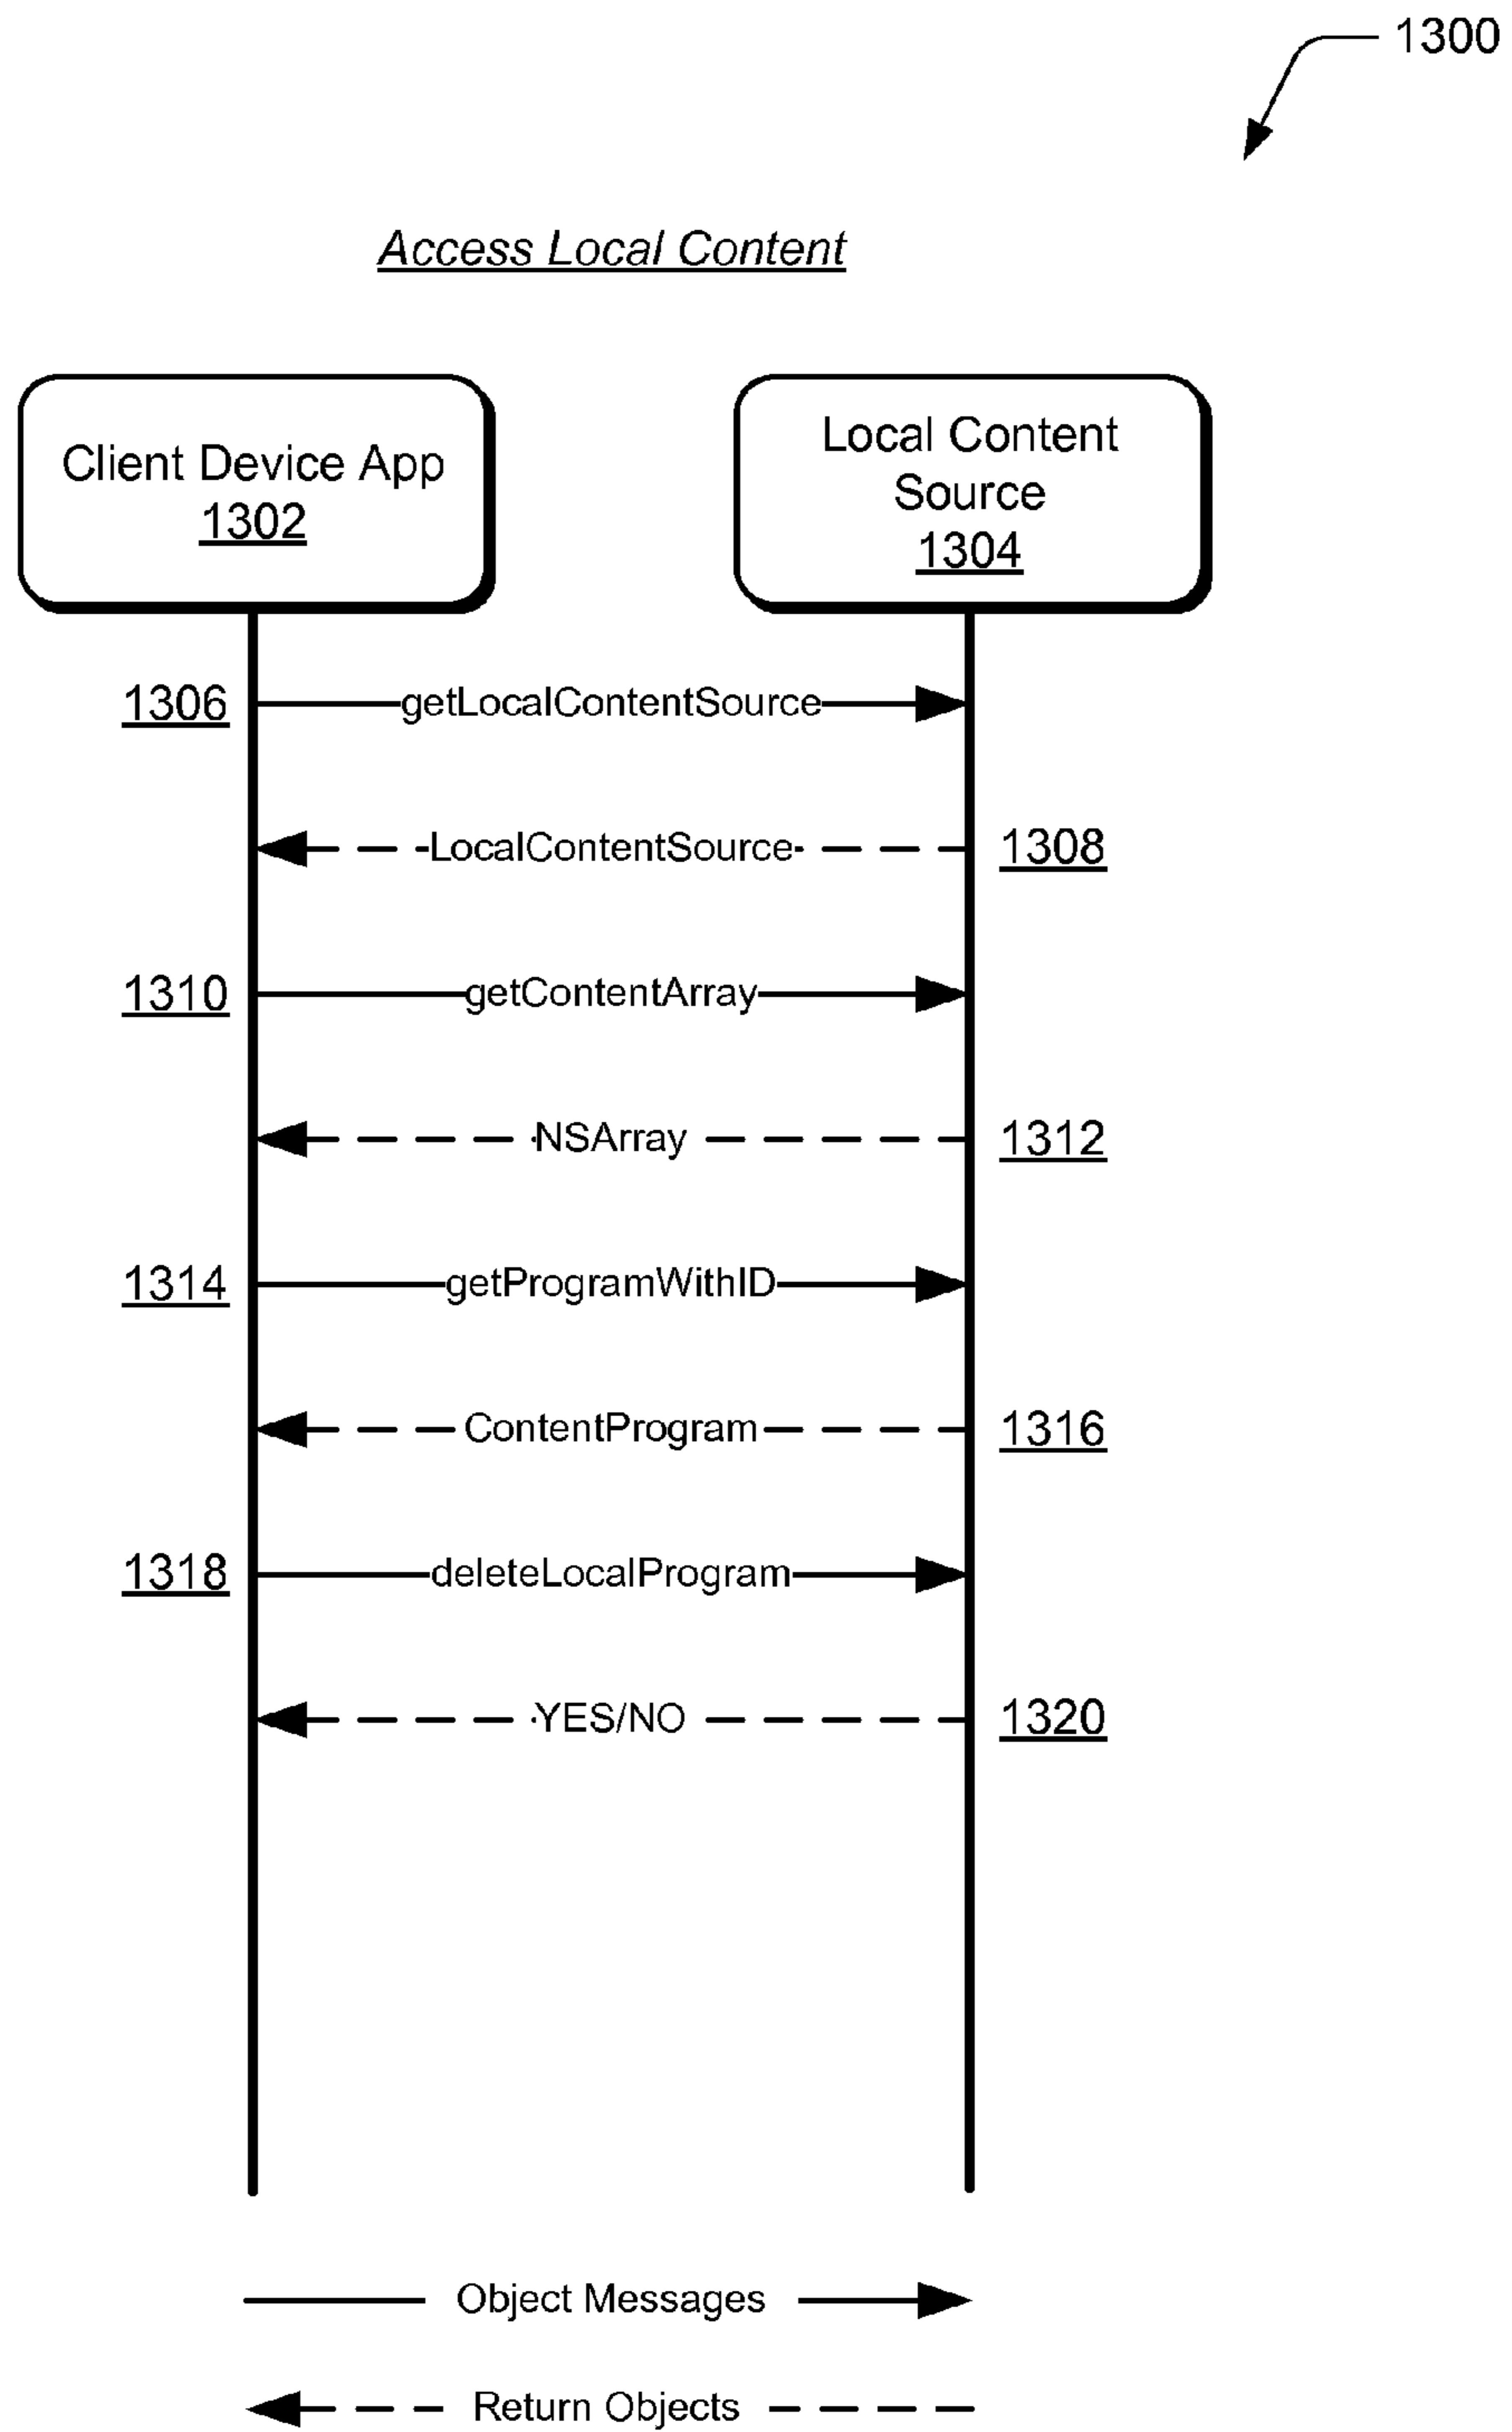 1300
Access Local Content
Client Device App
1302
Local Content
Source
1304
1306
getLocalContentSource
LocalContentSource
1308
1310
getContentArray
NSArray
1312
1314
getProgramWithID
ContentProgram
1316
1318
deleteLocalProgram
YES/NO
1320
Object Messages
Return Objects